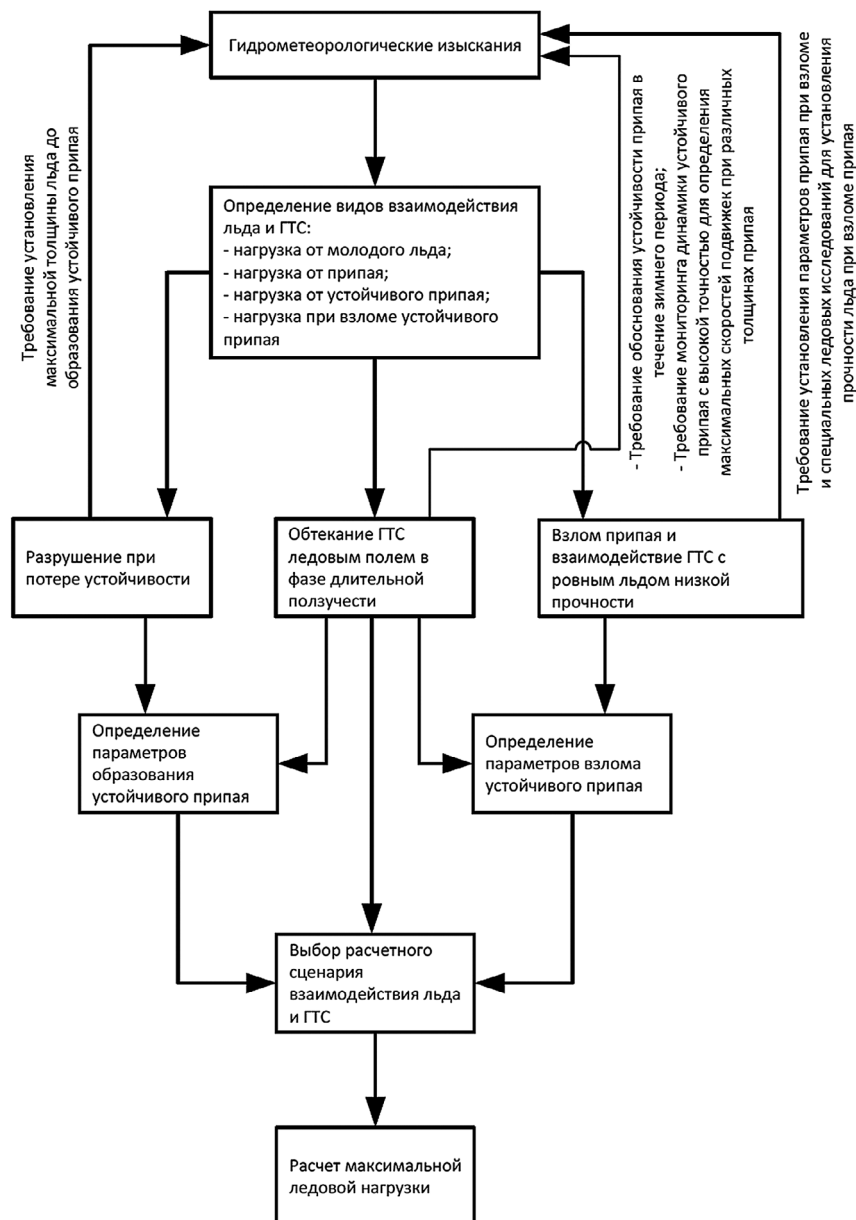 Гидрометеорологические изыскания
Требование установления
максимальной толщины льда до
образования устойчивого припая
Определение видов взаимодействия
льда и ГТС:
- нагрузка от молодого льда;
- нагрузка от припая;
- нагрузка от устойчивого припая;
- нагрузка при взломе устойчивого
припая
- Требование обоснования устойчивости припая в
течение зимнего периода;
- Требование мониторинга динамики устойчивого
припая с высокой точностью для определения
максимальных скоростей подвижек при различных
толщинах припая
Требование установления параметров припая при взломе
и специальных ледовых исследований для установления
прочности льда при взломе припая
Разрушение при
потере устойчивости
Обтекание ГТС
ледовым полем в
фазе длительной
ползучести
Взлом припая и
взаимодействие ГТС с
ровным льдом низкой
прочности
Определение
параметров
образования
устойчивого припая
Определение
параметров взлома
устойчивого припая
Выбор расчетного
сценария
взаимодействия льда
и ГТС
Расчет максимальной
ледовой нагрузки